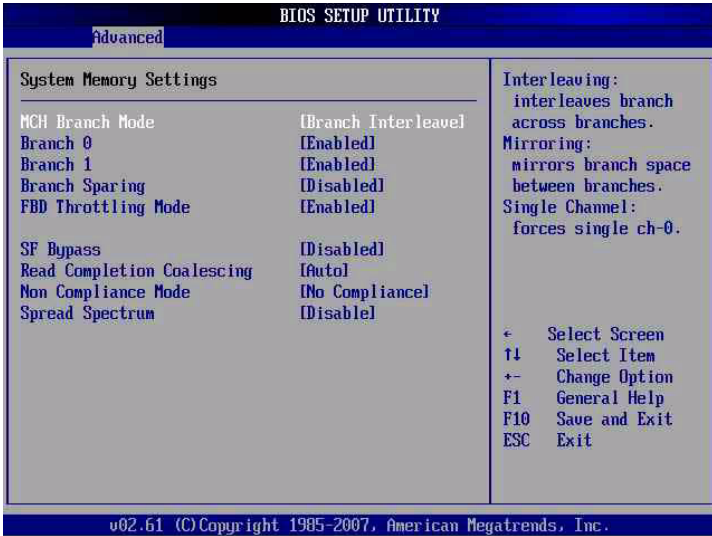 BIOS SETUP UTILITY
Advanced
System Memory Settings
MCH Branch Mode [Branch Interleave]
Branch 0 [Enabled]
Branch 1 [Enabled]
Branch Sparing [Disabled]
FBD Throttling Mode [Enabled]
SF Bypass [Disabled]
Read Completion Coalescing [Auto]
Non Compliance Mode [No Compliance]
Spread Spectrum [Disable]
Interleaving:
interleaves branch
across branches.
Mirroring:
mirrors branch space
between branches.
Single Channel:
forces single ch-0.
← Select Screen
↑↓ Select Item
+- Change Option
F1 General Help
F10 Save and Exit
ESC Exit
v02.61 (C)Copyright 1985-2007, American Megatrends, Inc.